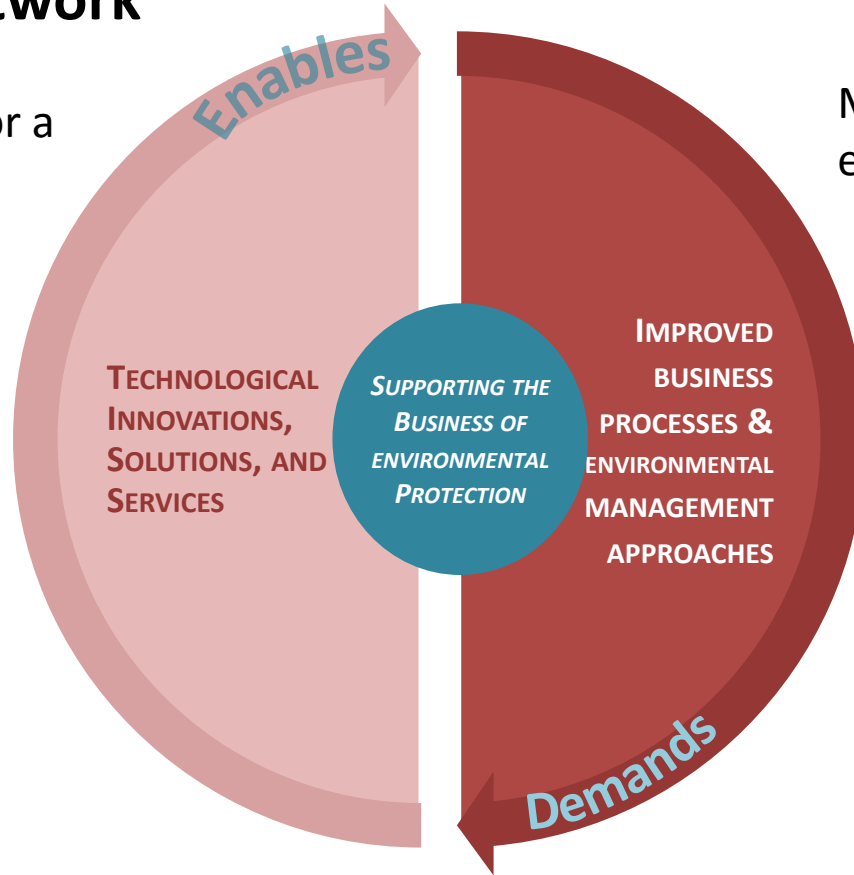 twork
Enables
or a
M
e
TECHNOLOGICAL
INNOVATIONS,
SOLUTIONS, AND
SERVICES
SUPPORTING THE
BUSINESS OF
ENVIRONMENTAL
PROTECTION
IMPROVED
BUSINESS
PROCESSES &
ENVIRONMENTAL
MANAGEMENT
APPROACHES
Demands